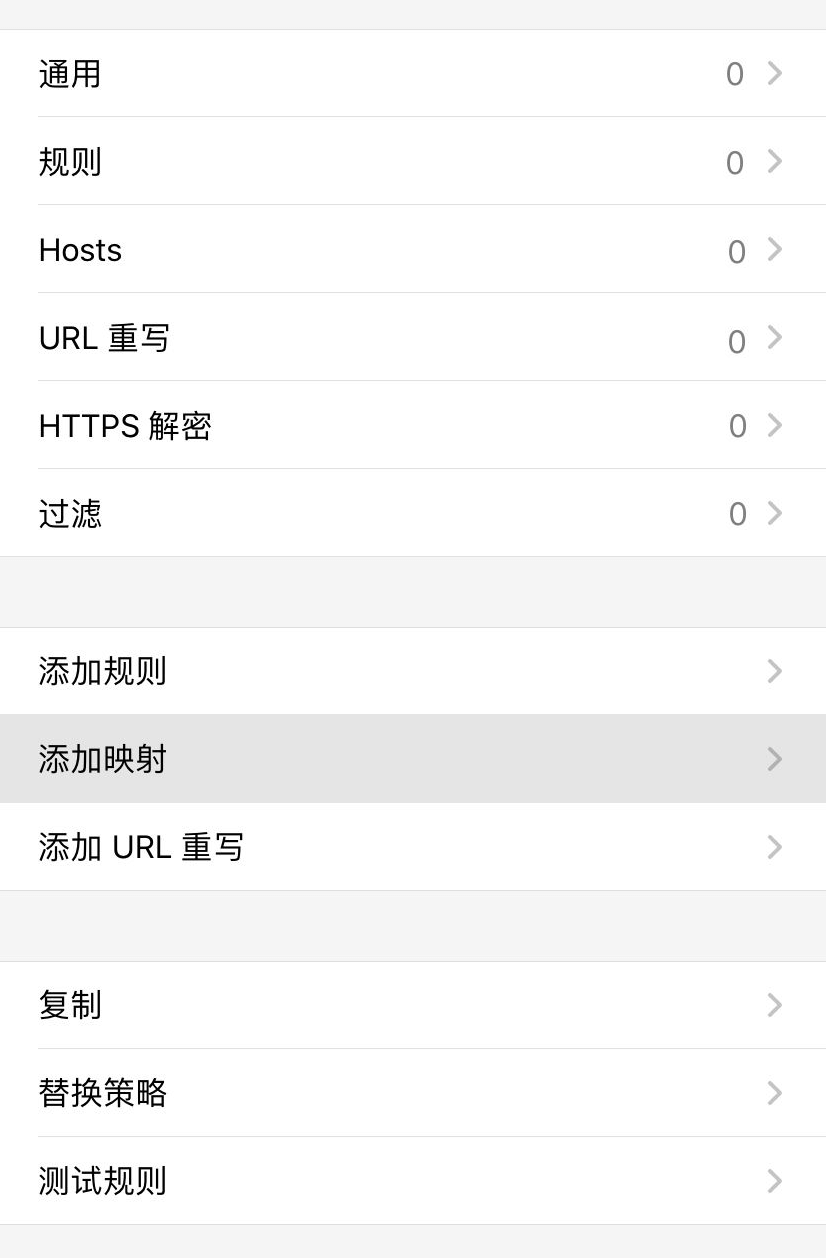 通用 0
规则 0
Hosts 0
URL 重写 0
HTTPS 解密 0
过滤 0
添加规则
添加映射
添加 URL 重写
复制
替换策略
测试规则